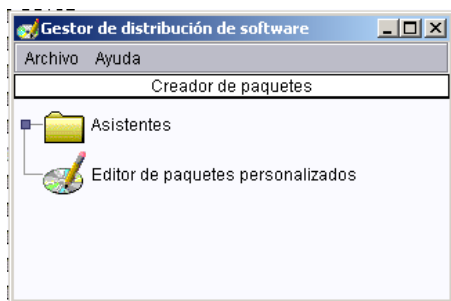 Gestor de distribución de software
Archivo Ayuda
Creador de paquetes
Asistentes
Editor de paquetes personalizados